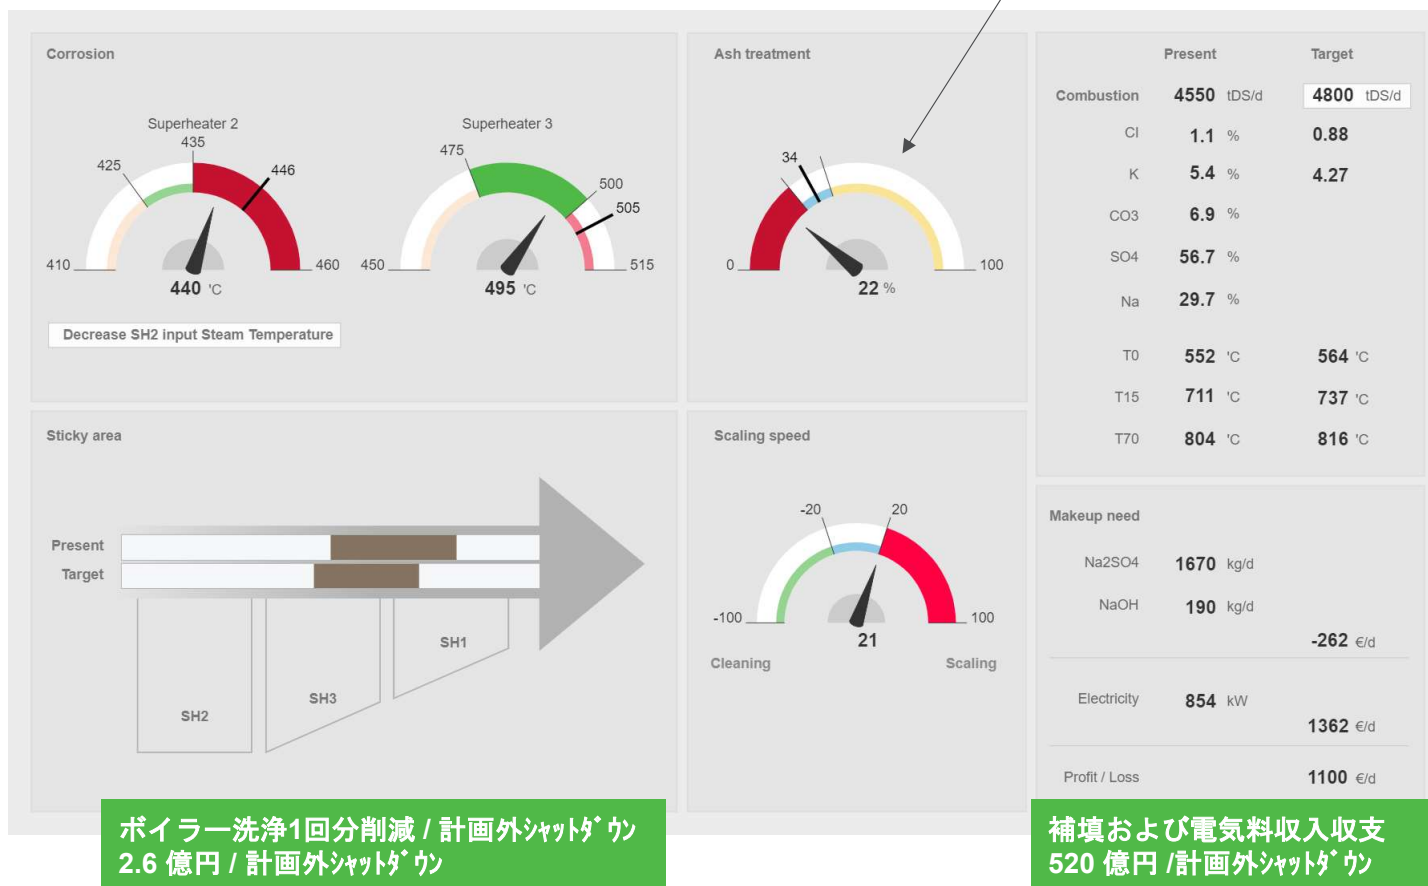 Corrosion
Superheater 2
435
425
446
410
460
440 'C
Superheater 3
475
500
505
450
515
495 'C
Decrease SH2 input Steam Temperature
Ash treatment
34
0
100
22 %
Present Target
Combustion 4550 tDS/d 4800 tDS/d
Cl 1.1 % 0.88
K 5.4 % 4.27
CO3 6.9 %
SO4 56.7 %
Na 29.7 %
T0 552 'C 564 'C
T15 711 'C 737 'C
T70 804 'C 816 'C
Sticky area
Present
Target
SH1
SH3
SH2
Scaling speed
-20 20
-100 100
21
Cleaning Scaling
Makeup need
Na2SO4 1670 kg/d
NaOH 190 kg/d
-262 €/d
Electricity 854 kW
1362 €/d
Profit / Loss 1100 €/d
ボイラー洗浄1回分削減 / 計画外ｼｬｯﾄﾀﾞｳﾝ
2.6 億円 / 計画外ｼｬｯﾄﾀﾞｳﾝ
補填および電気料収入収支
520 億円 /計画外ｼｬｯﾄﾀﾞｳﾝ